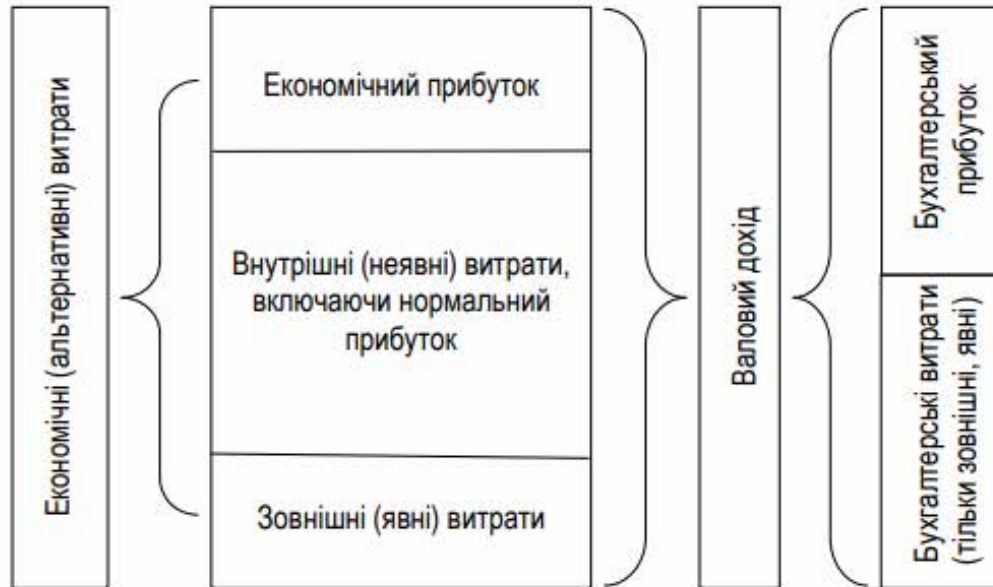 Економічні (альтернативні) витрати
Економічний прибуток
Внутрішні (неявні) витрати,
включаючи нормальний
прибуток
Зовнішні (явні) витрати
Валовий дохід
Бухгалтерський
прибуток
Бухгалтерські витрати
(тільки зовнішні, явні)